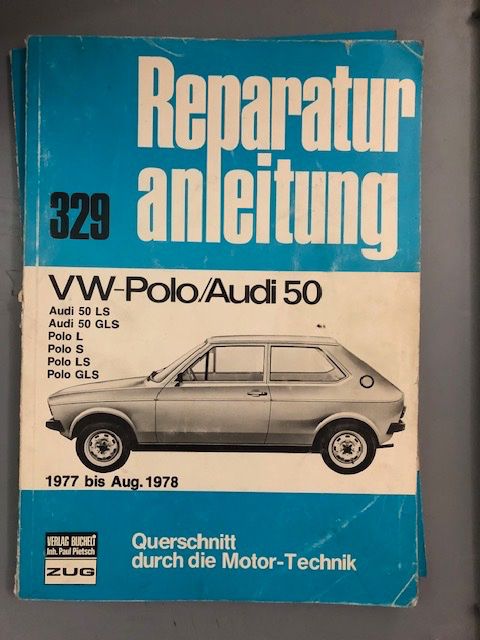 Reparatur
anleitung
329
VW-Polo/Audi 50
Audi 50 LS
Audi 50 GLS
Polo L
Polo S
Polo LS
Polo GLS
1977 bis Aug. 1978
VERLAG BUCHELI
Inh. Paul Pietsch
ZUG
Querschnitt
durch die Motor-Technik